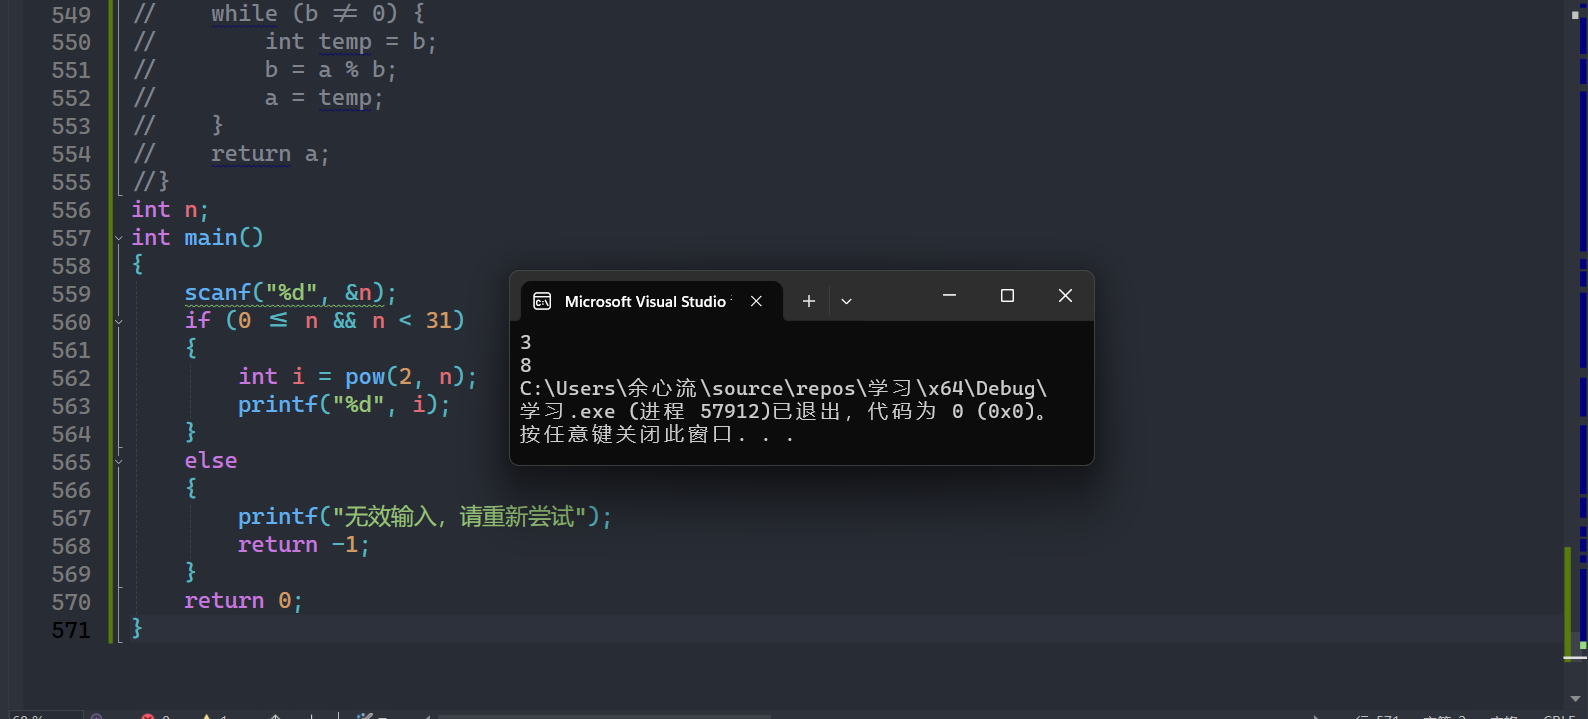 549 //    while (b ≠ 0) {
550 //        int temp = b;
551 //        b = a % b;
552 //        a = temp;
553 //    }
554 //    return a;
555 //}
556 int n;
557 int main()
558 {
559     scanf("%d", &n);
560     if (0 ≤ n && n < 31)
561     {
562         int i = pow(2, n);
563         printf("%d", i);
564     }
565     else
566     {
567         printf("无效输入，请重新尝试");
568         return -1;
569     }
570     return 0;
571 }
Microsoft Visual Studio
3
8
C:\Users\余心流\source\repos\学习\x64\Debug\
学习.exe (进程 57912)已退出，代码为 0 (0x0)。
按任意键关闭此窗口. . .